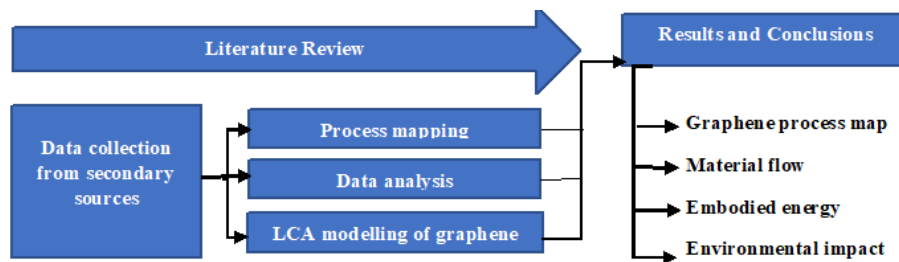 Literature Review
Results and Conclusions
Data collection
from secondary
sources
Process mapping
Data analysis
LCA modelling of graphene
Graphene process map
Material flow
Embodied energy
Environmental impact